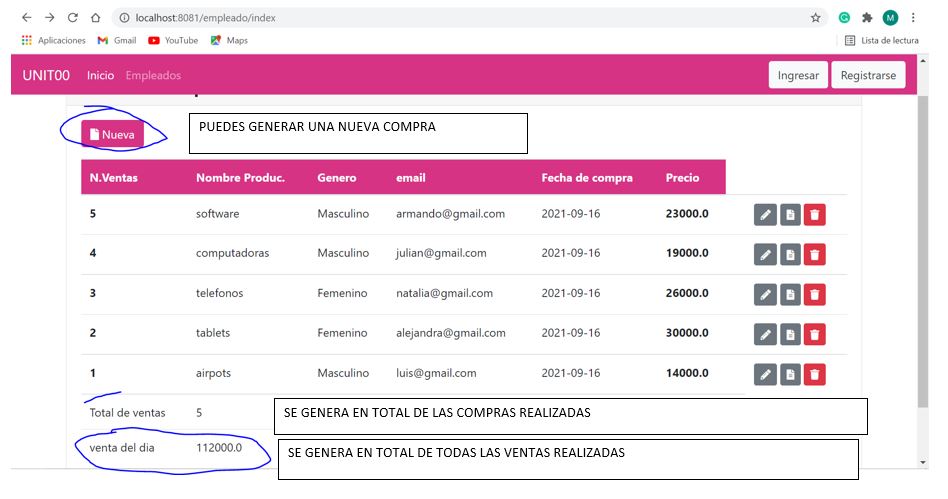 localhost:8081/empleado/index
M
Aplicaciones Gmail YouTube Maps Lista de lectura
UNIT00 Inicio Empleados Ingresar Registrarse
Nueva PUEDES GENERAR UNA NUEVA COMPRA
N.Ventas Nombre Produc. Genero email Fecha de compra Precio
5 software Masculino armando@gmail.com 2021-09-16 23000.0
4 computadoras Masculino julian@gmail.com 2021-09-16 19000.0
3 telefonos Femenino natalia@gmail.com 2021-09-16 26000.0
2 tablets Femenino alejandra@gmail.com 2021-09-16 30000.0
1 airpots Masculino luis@gmail.com 2021-09-16 14000.0
Total de ventas 5 SE GENERA EN TOTAL DE LAS COMPRAS REALIZADAS
venta del dia 112000.0 SE GENERA EN TOTAL DE TODAS LAS VENTAS REALIZADAS